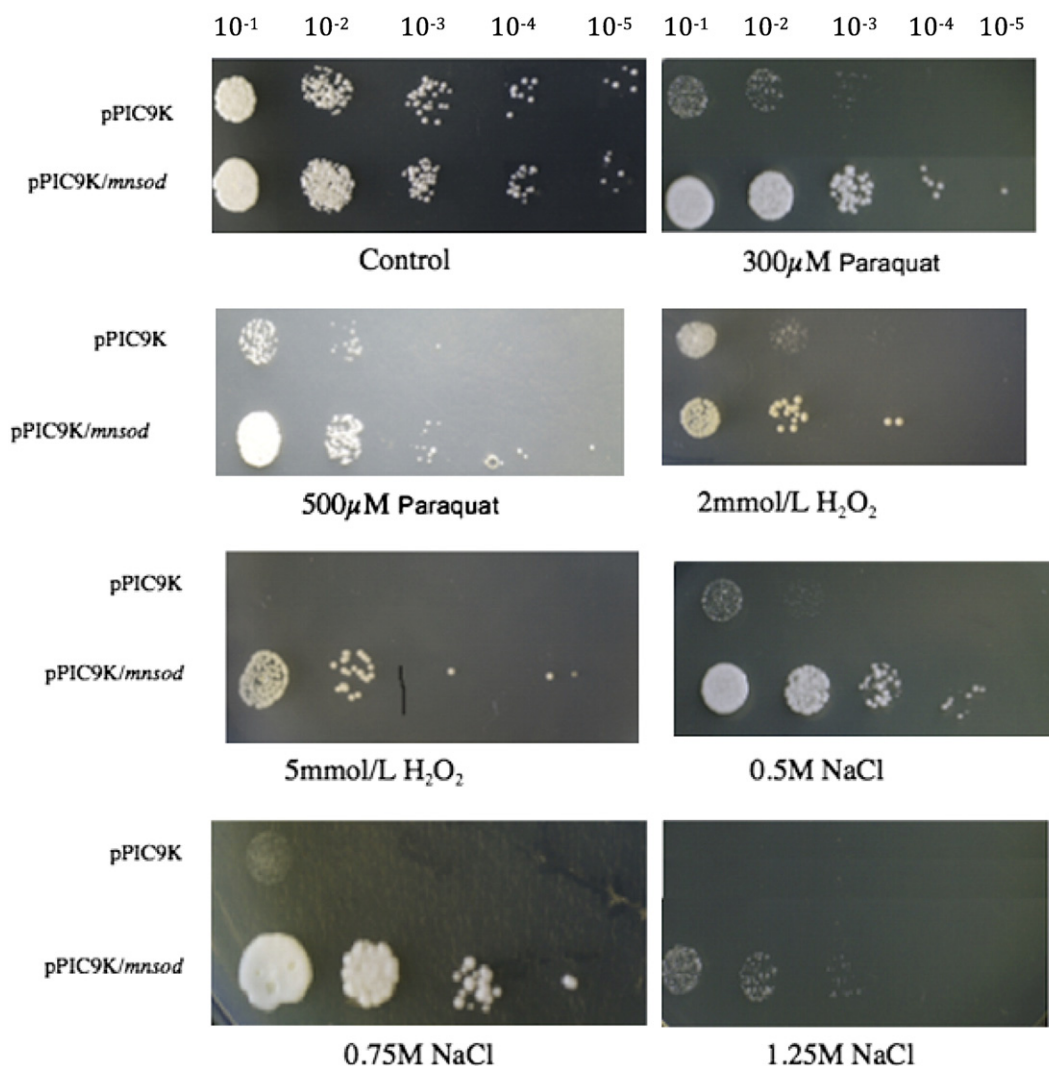 10⁻¹ 10⁻² 10⁻³ 10⁻⁴ 10⁻⁵ 10⁻¹ 10⁻² 10⁻³ 10⁻⁴ 10⁻⁵
pPIC9K
pPIC9K/mnsod
Control 300µM Paraquat
pPIC9K
pPIC9K/mnsod
500µM Paraquat 2mmol/L H₂O₂
pPIC9K
pPIC9K/mnsod
5mmol/L H₂O₂ 0.5M NaCl
pPIC9K
pPIC9K/mnsod
0.75M NaCl 1.25M NaCl